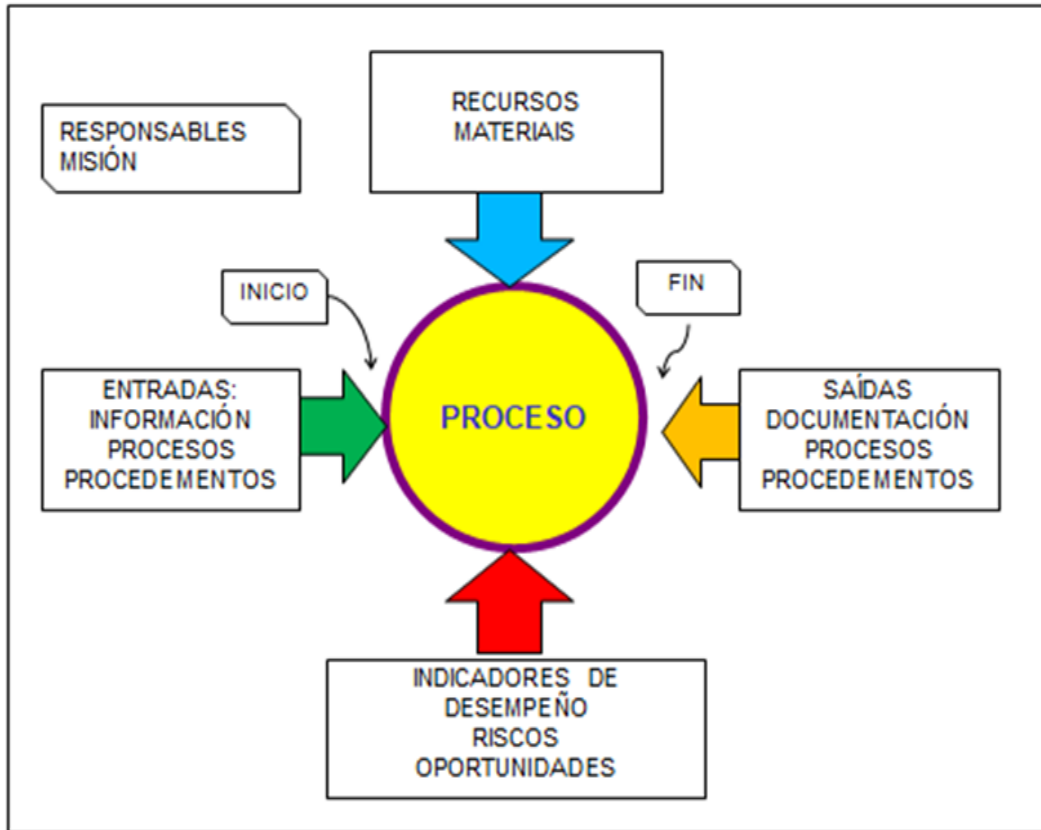 RECURSOS
MATERIAIS
RESPONSABLES
MISIÓN
INICIO
FIN
ENTRADAS:
INFORMACIÓN
PROCESOS
PROCEDEMENTOS
PROCESO
SAÍDAS
DOCUMENTACIÓN
PROCESOS
PROCEDEMENTOS
INDICADORES DE
DESEMPEÑO
RISCOS
OPORTUNIDADES